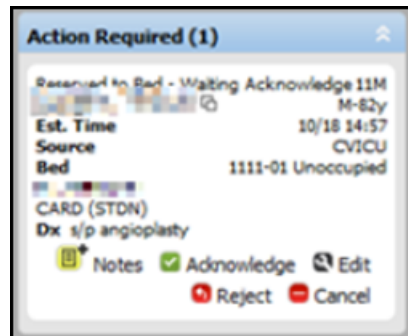 Action Required (1)
Reserved to Bed - Waiting Acknowledge 11M
M-82y
Est. Time 10/18 14:57
Source CVICU
Bed 1111-01 Unoccupied
CARD (STDN)
Dx s/p angioplasty
Notes Acknowledge Edit
Reject Cancel